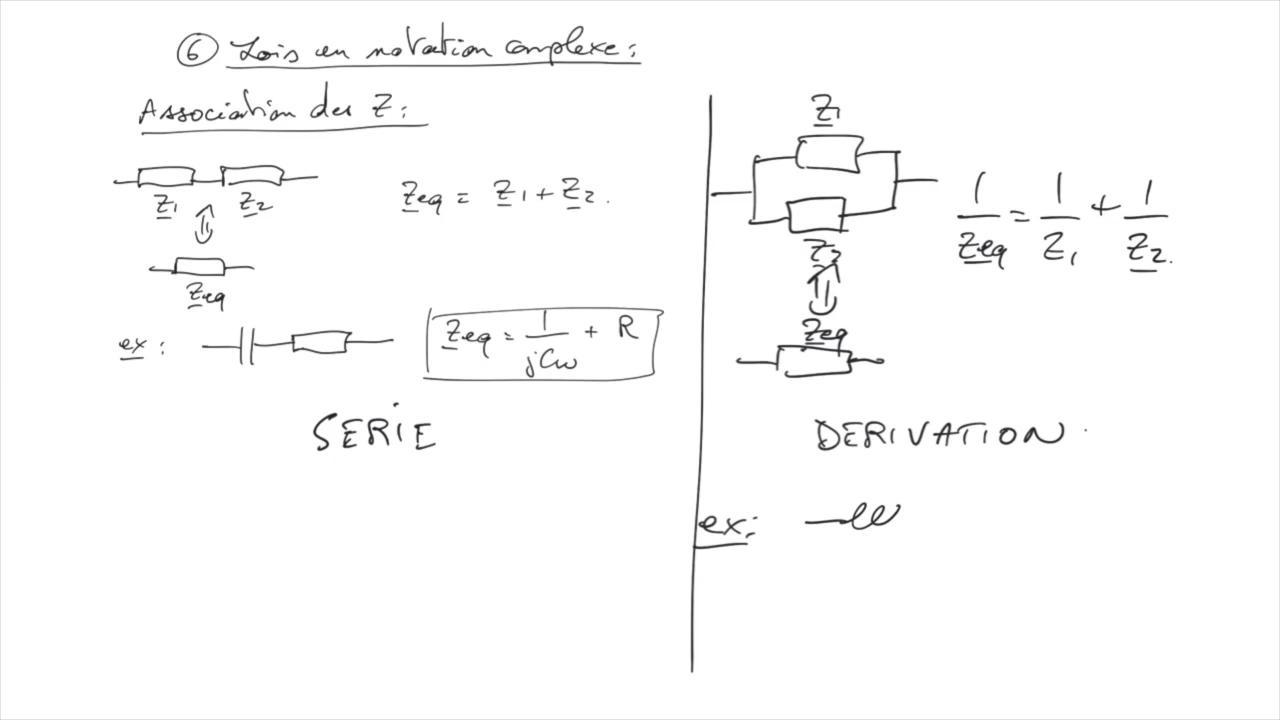 ⑥ Lois en notation complexe :
Association des Z :
Z1 Z2
Zeq = Z1 + Z2.
Zeq
ex :
Zeq = 1/jCω + R
SERIE
Z1
Z2
1/Zeq = 1/Z1 + 1/Z2.
Zeq
DERIVATION.
ex: